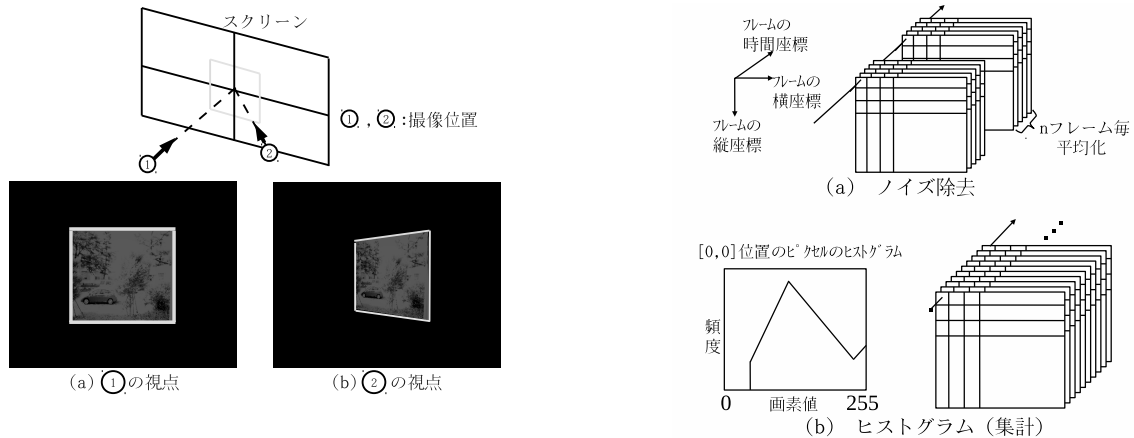 スクリーン
①
②
①,②:撮像位置
(a)①の視点
(b)②の視点
フレームの
時間座標
フレームの
横座標
フレームの
縦座標
nフレーム毎
平均化
(a) ノイズ除去
[0,0]位置のピクセルのヒストグラム
頻度
0
画素値
255
(b) ヒストグラム（集計）